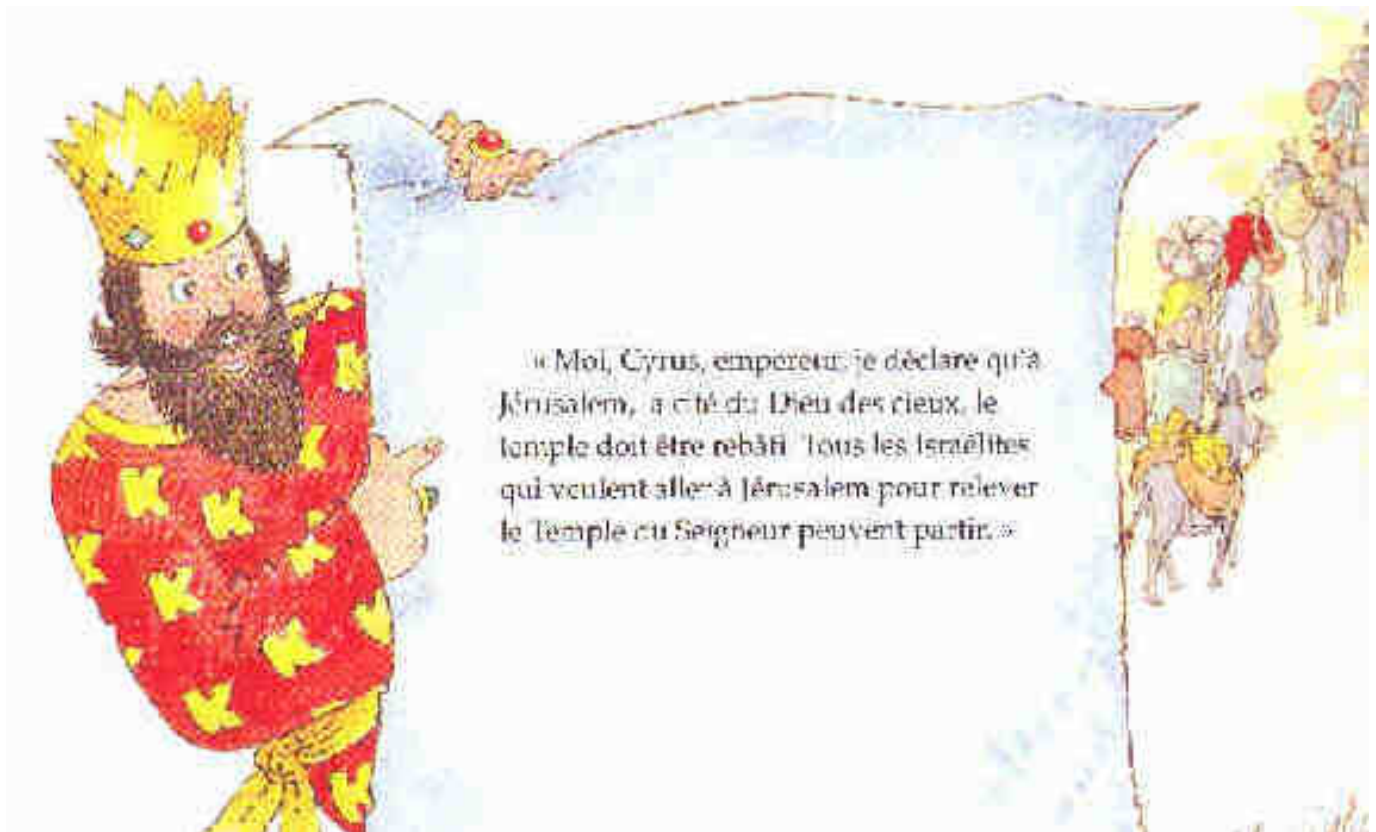 « Moi, Cyrus, empereur, je déclare qu'à
Jérusalem, la cité du Dieu des cieux, le
temple doit être rebâti. Tous les Israélites
qui veulent aller à Jérusalem pour relever
le Temple du Seigneur peuvent partir. »